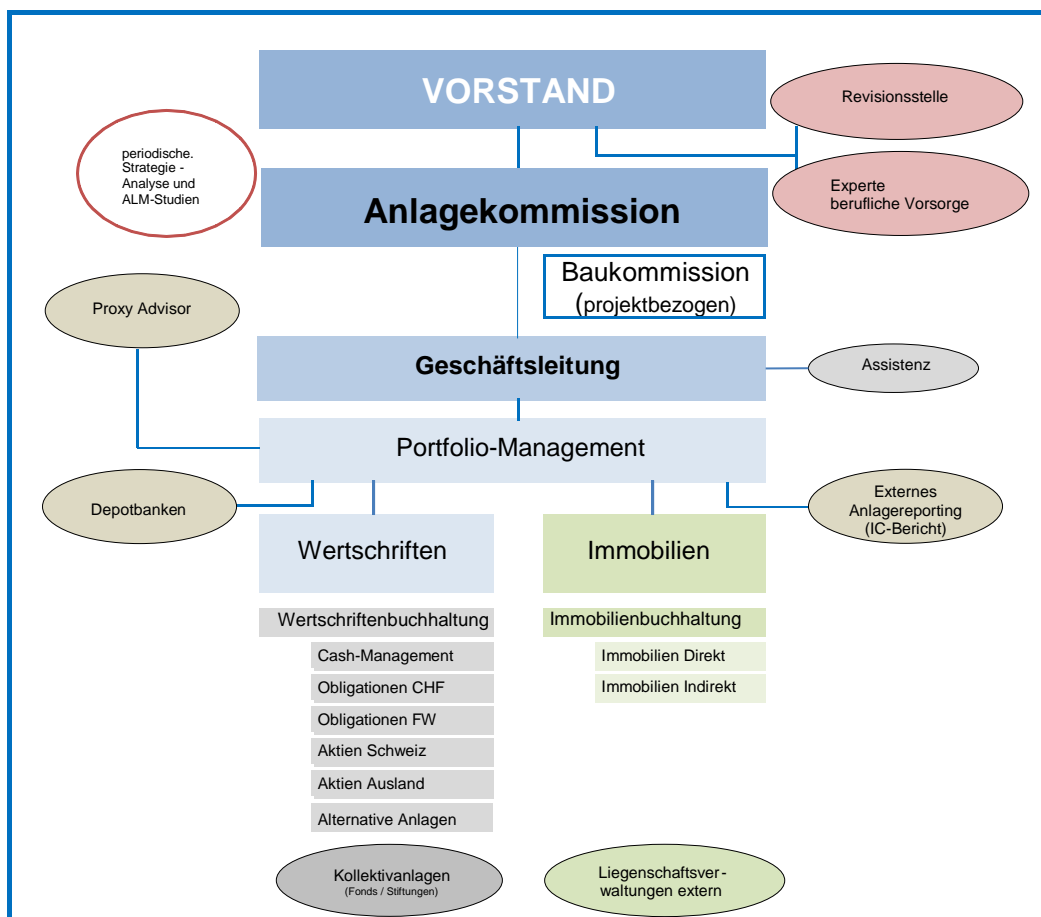 VORSTAND
Revisionsstelle
periodische.
Strategie -
Analyse und
ALM-Studien
Experte
berufliche Vorsorge
Anlagekommission
Baukommission
(projektbezogen)
Proxy Advisor
Geschäftsleitung
Assistenz
Portfolio-Management
Depotbanken
Externes
Anlagereporting
(IC-Bericht)
Wertschriften
Immobilien
Wertschriftenbuchhaltung
Immobilienbuchhaltung
Cash-Management
Immobilien Direkt
Obligationen CHF
Immobilien Indirekt
Obligationen FW
Aktien Schweiz
Aktien Ausland
Alternative Anlagen
Kollektivanlagen
(Fonds / Stiftungen)
Liegenschaftsver-
waltungen extern